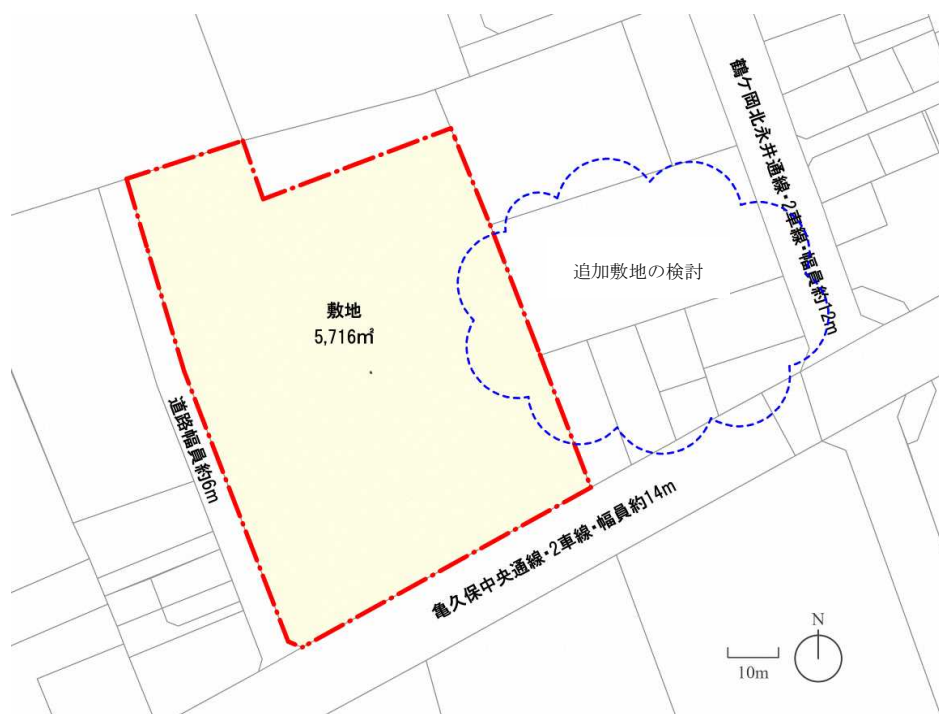 鶴ケ岡北永井通線・2車線・幅員約12m
追加敷地の検討
敷地
5,716㎡
道路幅員約6m
亀久保中央通線・2車線・幅員約14m
N
10m